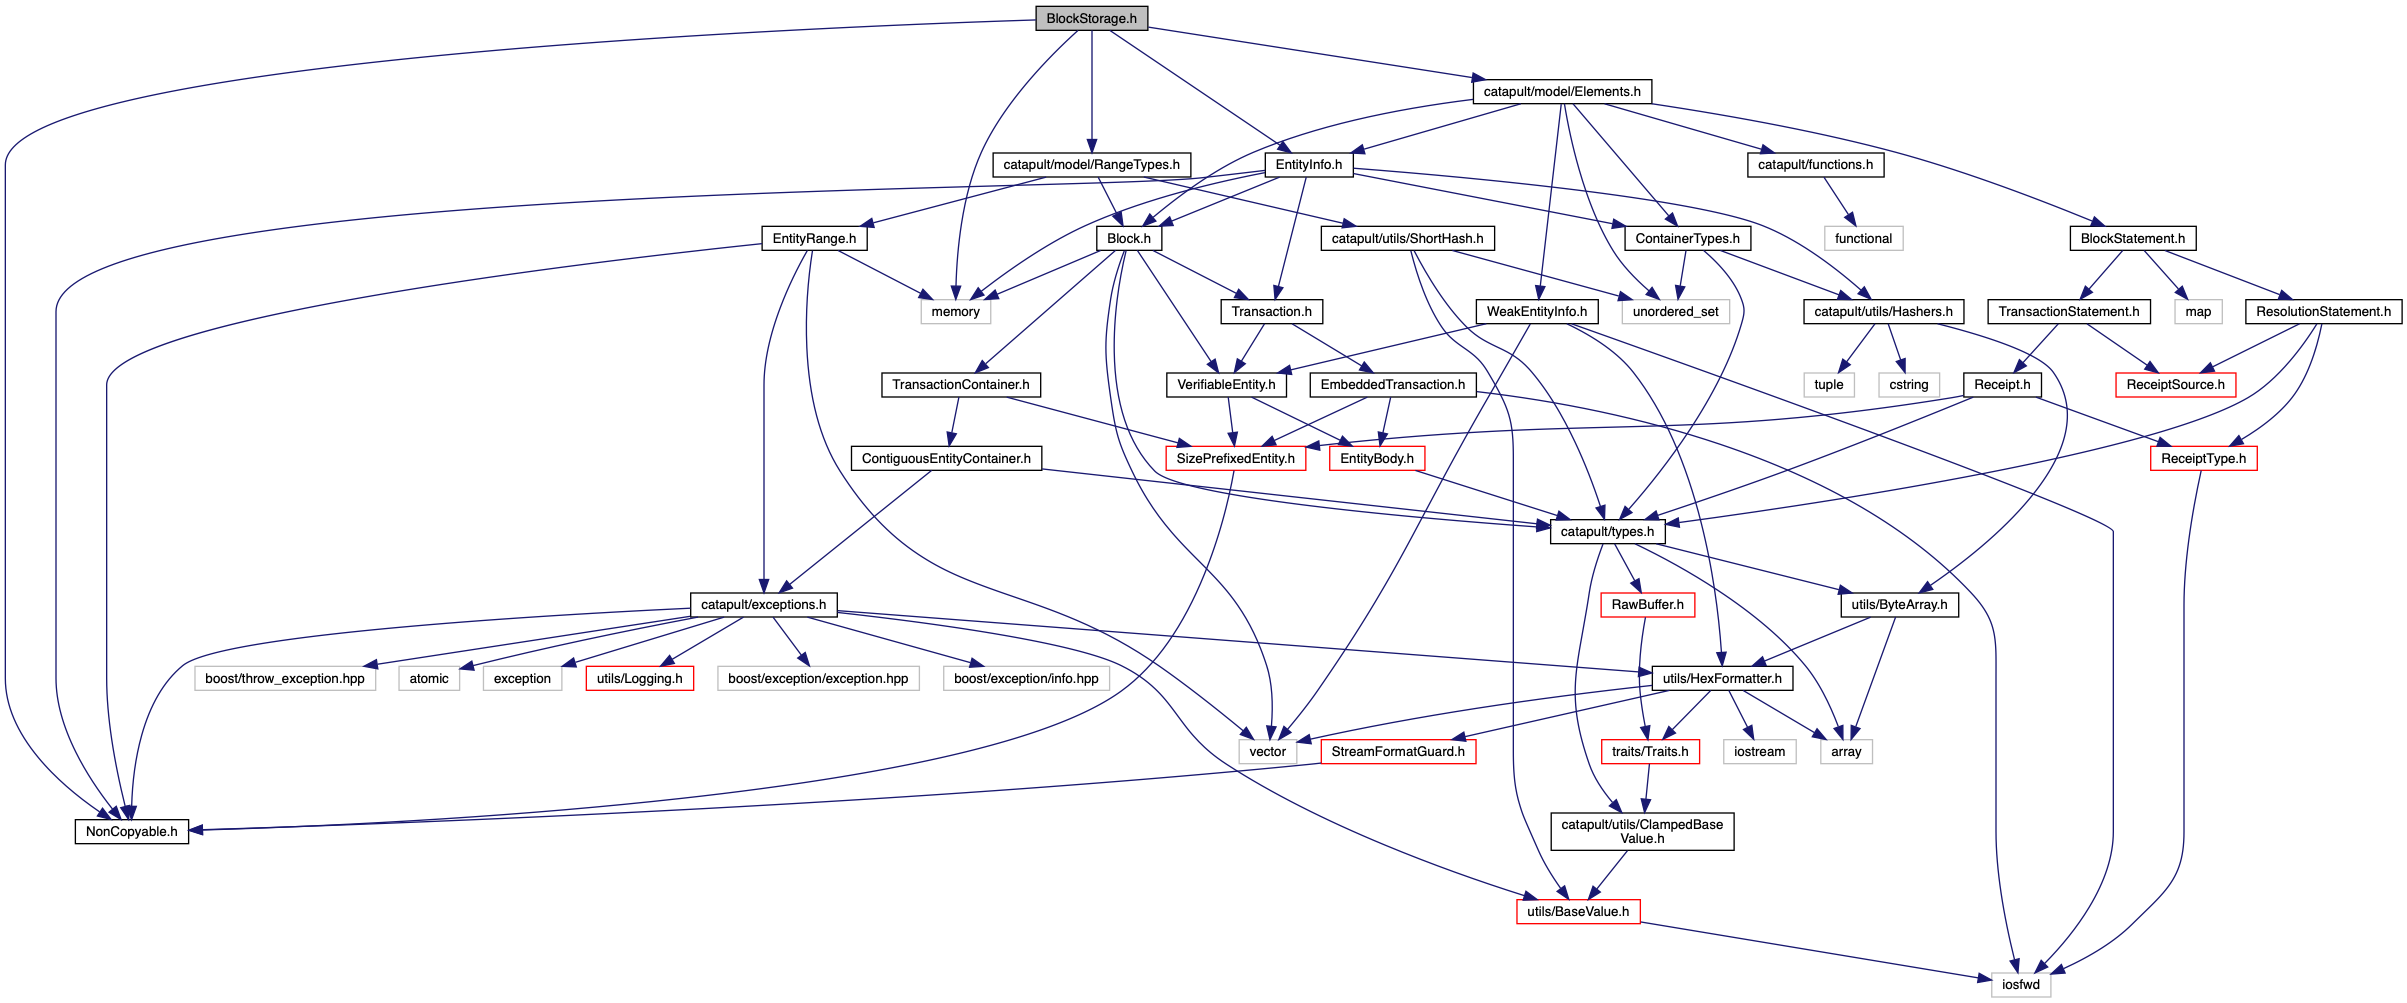 BlockStorage.h
catapult/model/Elements.h
catapult/model/RangeTypes.h
EntityInfo.h
catapult/functions.h
EntityRange.h
Block.h
catapult/utils/ShortHash.h
ContainerTypes.h
functional
BlockStatement.h
memory
Transaction.h
WeakEntityInfo.h
unordered_set
catapult/utils/Hashers.h
TransactionStatement.h
map
ResolutionStatement.h
TransactionContainer.h
VerifiableEntity.h
EmbeddedTransaction.h
tuple
cstring
Receipt.h
ReceiptSource.h
ContiguousEntityContainer.h
SizePrefixedEntity.h
EntityBody.h
ReceiptType.h
catapult/types.h
catapult/exceptions.h
RawBuffer.h
utils/ByteArray.h
boost/throw_exception.hpp
atomic
exception
utils/Logging.h
boost/exception/exception.hpp
boost/exception/info.hpp
utils/HexFormatter.h
vector
StreamFormatGuard.h
traits/Traits.h
iostream
array
NonCopyable.h
catapult/utils/ClampedBase
Value.h
utils/BaseValue.h
iosfwd